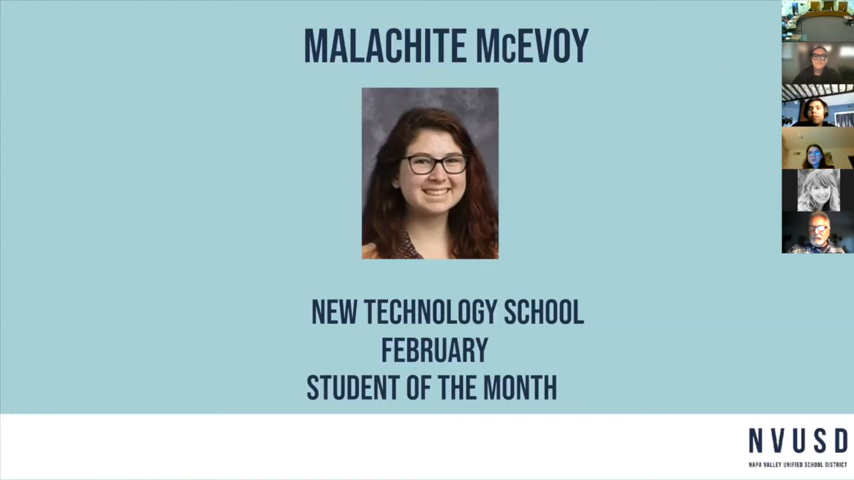 MALACHITE McEVOY
NEW TECHNOLOGY SCHOOL
FEBRUARY
STUDENT OF THE MONTH
NVUSD
NAPA VALLEY UNIFIED SCHOOL DISTRICT